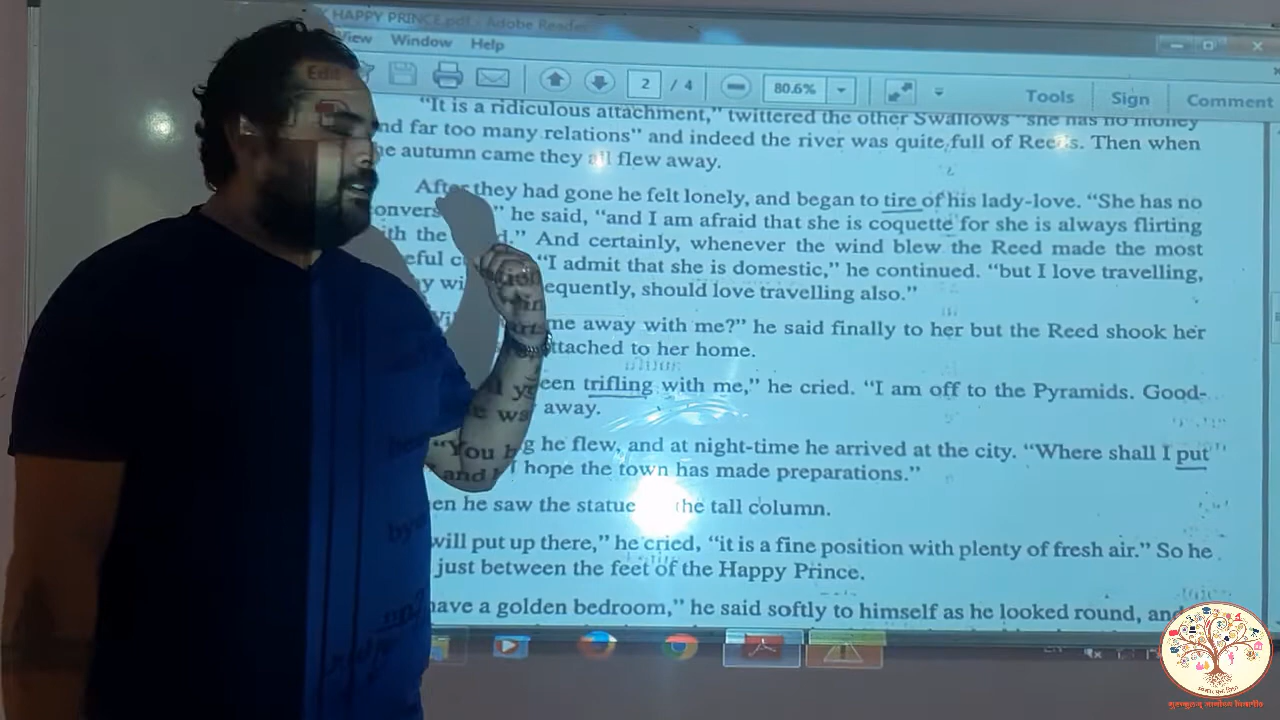 HAPPY PRINCE.pdf - Adobe Reader
Edit View Window Help
2 / 4 80.6% Tools Sign Comment
“It is a ridiculous attachment,” twittered the other Swallows “she has no money
nd far too many relations” and indeed the river was quite full of Reeds. Then when
he autumn came they all flew away.
After they had gone he felt lonely, and began to tire of his lady-love. “She has no
onvers ” he said, “and I am afraid that she is coquette for she is always flirting
ith the d.” And certainly, whenever the wind blew the Reed made the most
eful c “I admit that she is domestic,” he continued. “but I love travelling,
y wi equently, should love travelling also.”
me away with me?” he said finally to her but the Reed shook her
ttached to her home.
een trifling with me,” he cried. “I am off to the Pyramids. Good-
away.
g he flew, and at night-time he arrived at the city. “Where shall I put
I hope the town has made preparations.”
en he saw the statue the tall column.
will put up there,” he cried, “it is a fine position with plenty of fresh air.” So he
just between the feet of the Happy Prince.
have a golden bedroom,” he said softly to himself as he looked round, and